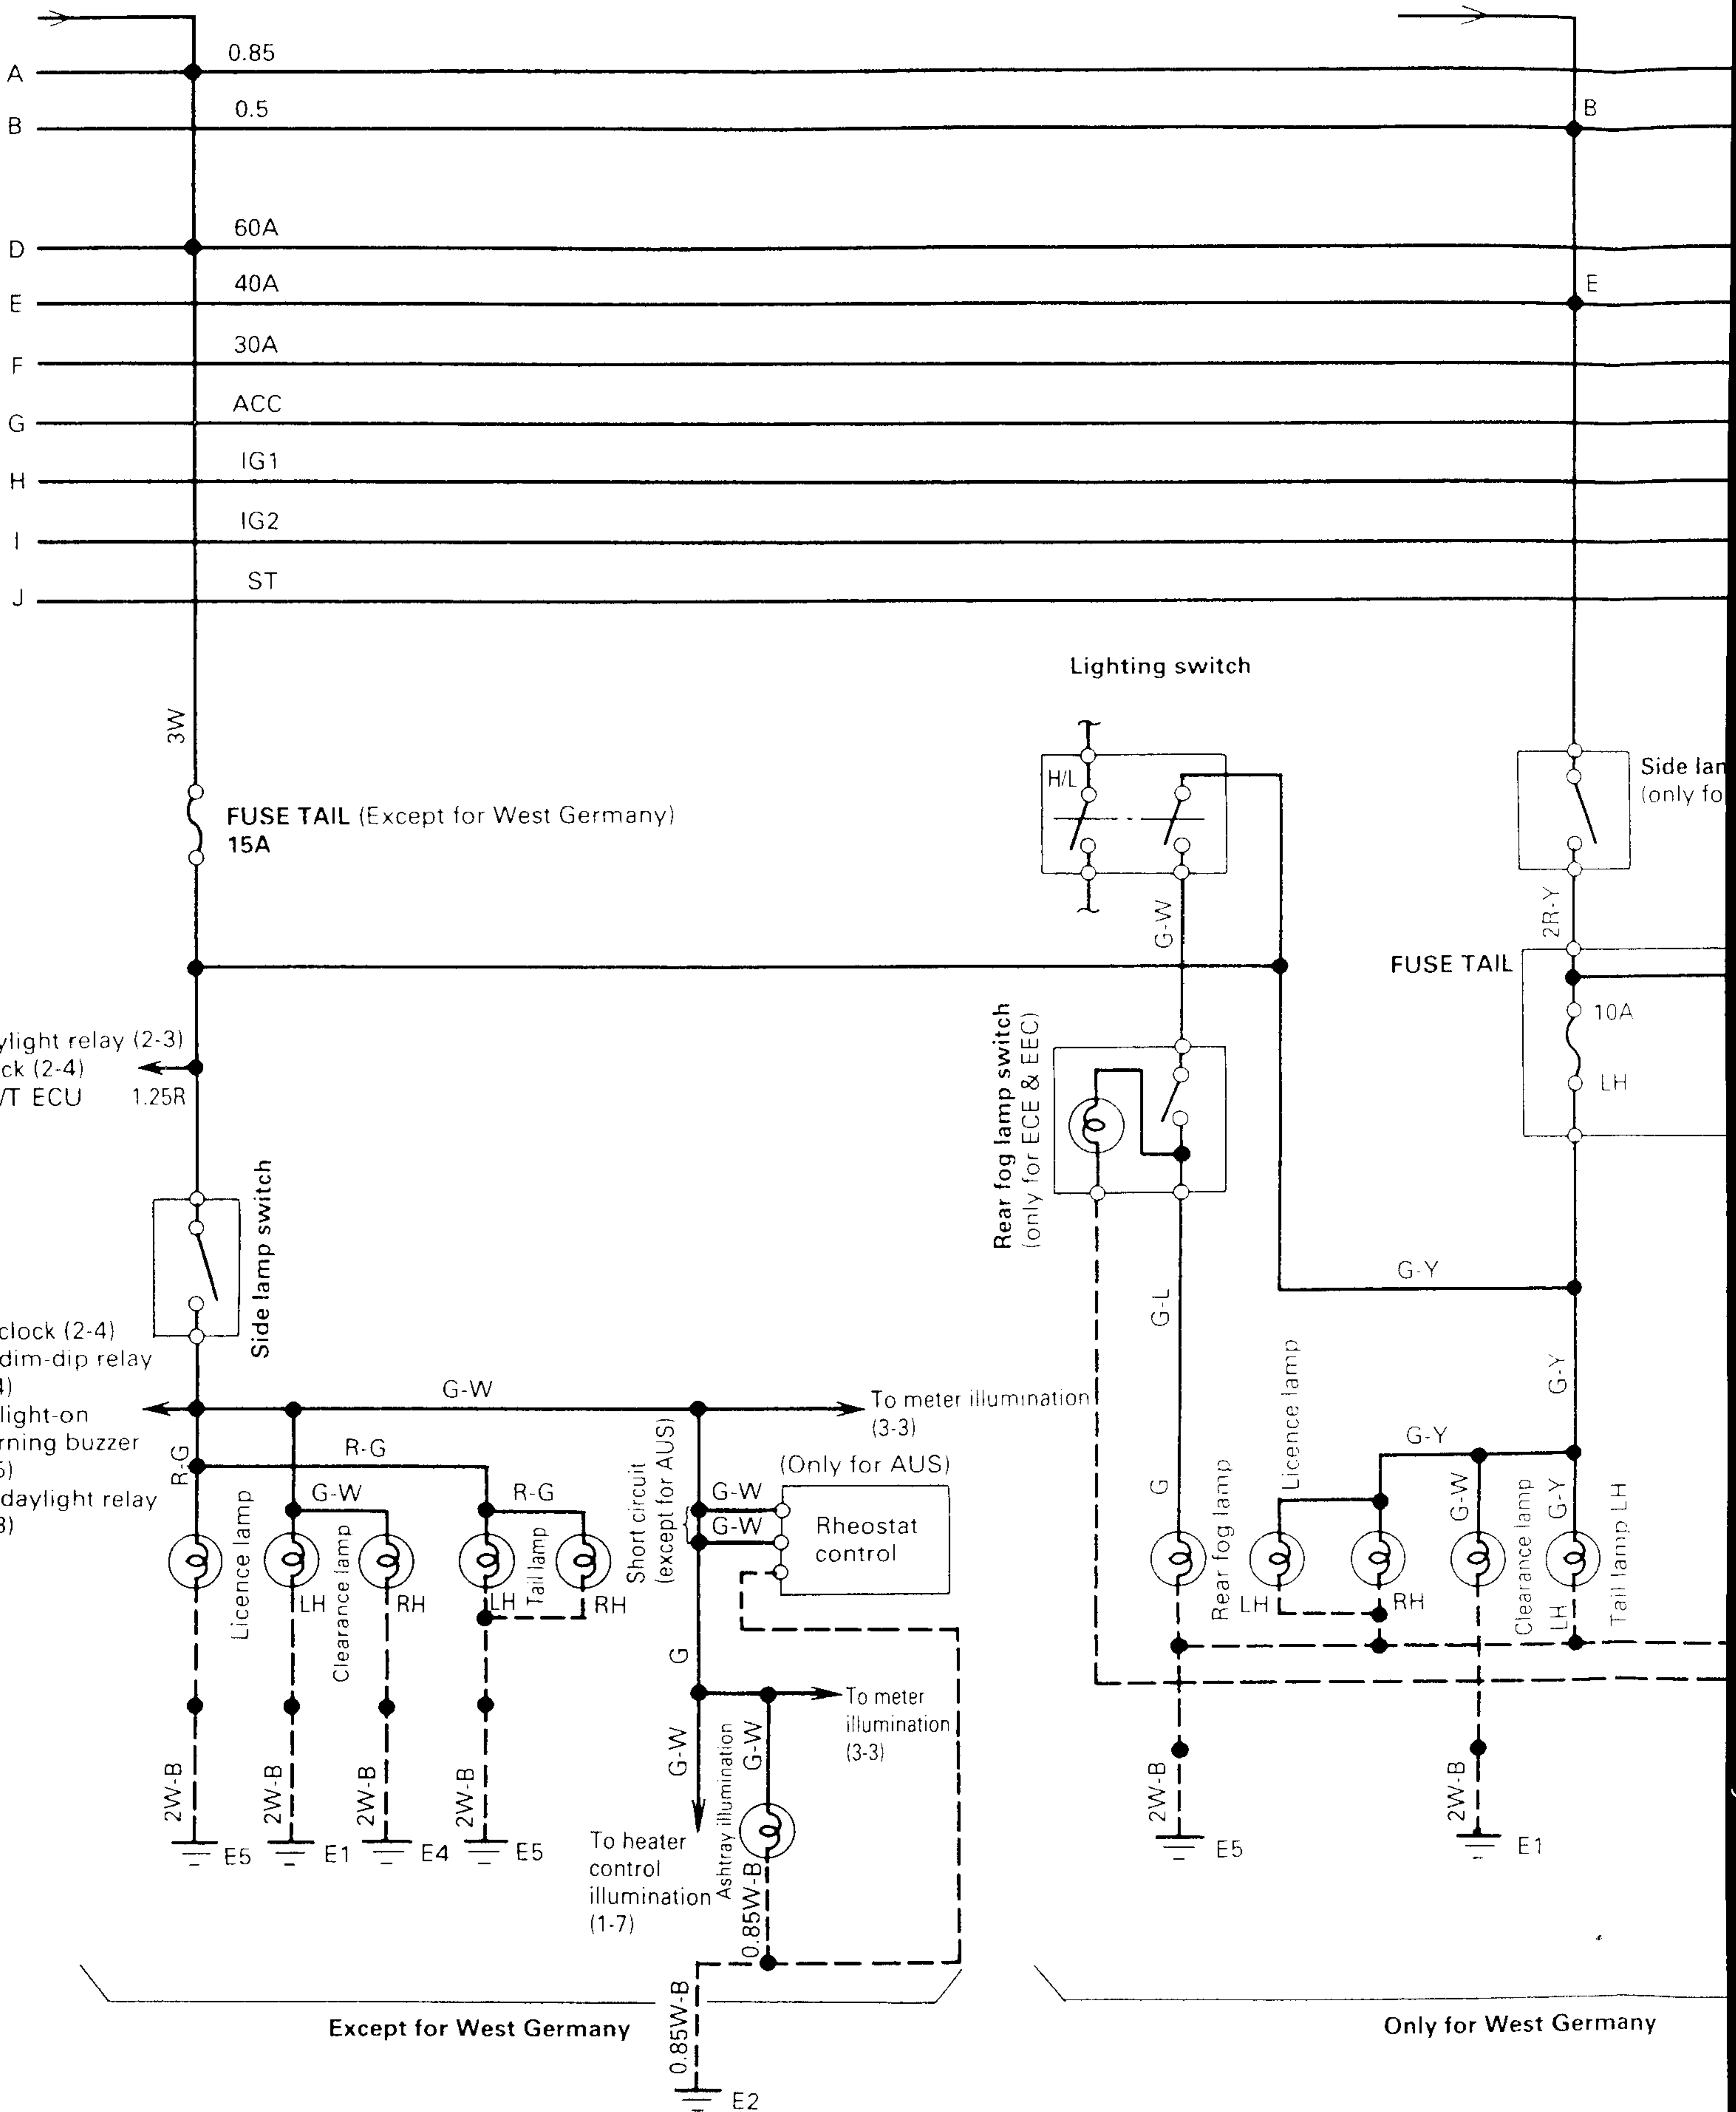 A
0.85
B
0.5
B
D
60A
E
40A
E
F
30A
G
ACC
H
IG1
I
IG2
J
ST
Lighting switch
3W
H/L
FUSE TAIL (Except for West Germany)
15A
Side
(only
G-W
2R-Y
FUSE TAIL
10A
LH
relay (2-3)
(2-4)
ECU
1.25R
Rear fog lamp switch
(only for ECE & EEC)
Side lamp switch
G-Y
G-L
G-Y
clock (2-4)
dim-dip relay
light-on
buzzer
daylight relay
G-W
To meter illumination
(3-3)
R-G
R-G
G-W
R-G
Short circuit
(except for AUS)
(Only for AUS)
G-W
G-W
Rheostat
control
G
Licence lamp
G-Y
G-W
G-Y
Licence lamp
LH
Clearance lamp
RH
LH
Tail lamp
RH
Rear fog lamp
LH
RH
Clearance lamp
LH
Tail lamp LH
G
To meter
illumination
(3-3)
G-W
G-W
Ashtray illumination
2W-B
2W-B
2W-B
2W-B
2W-B
2W-B
E5
E1
E4
E5
E5
E1
To heater
control
illumination
(1-7)
0.85W-B
Except for West Germany
Only for West Germany
0.85W-B
E2